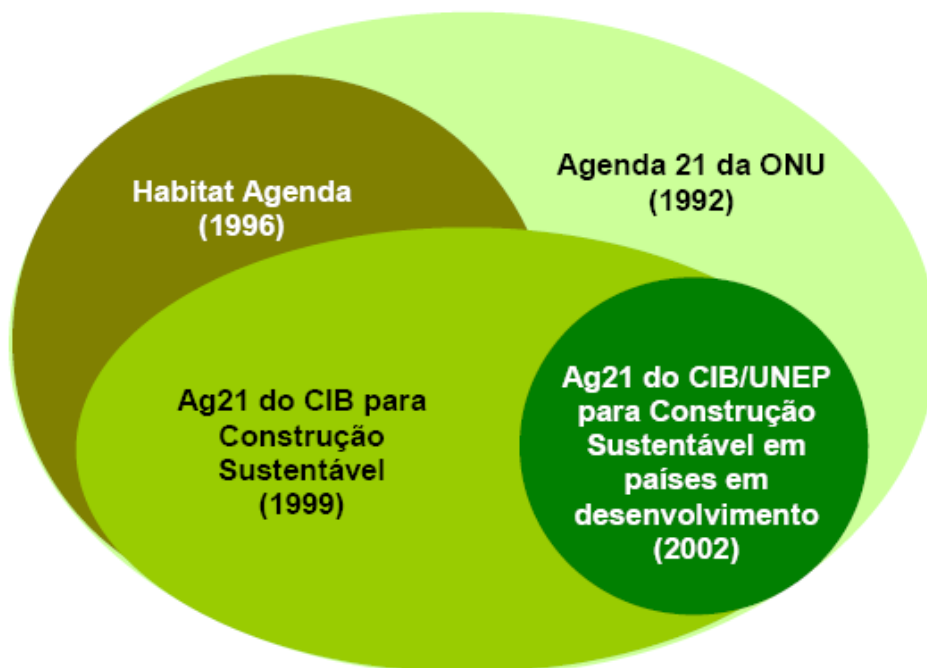 Habitat Agenda
(1996)
Agenda 21 da ONU
(1992)
Ag21 do CIB para
Construção
Sustentável
(1999)
Ag21 do CIB/UNEP
para Construção
Sustentável em
países em
desenvolvimento
(2002)